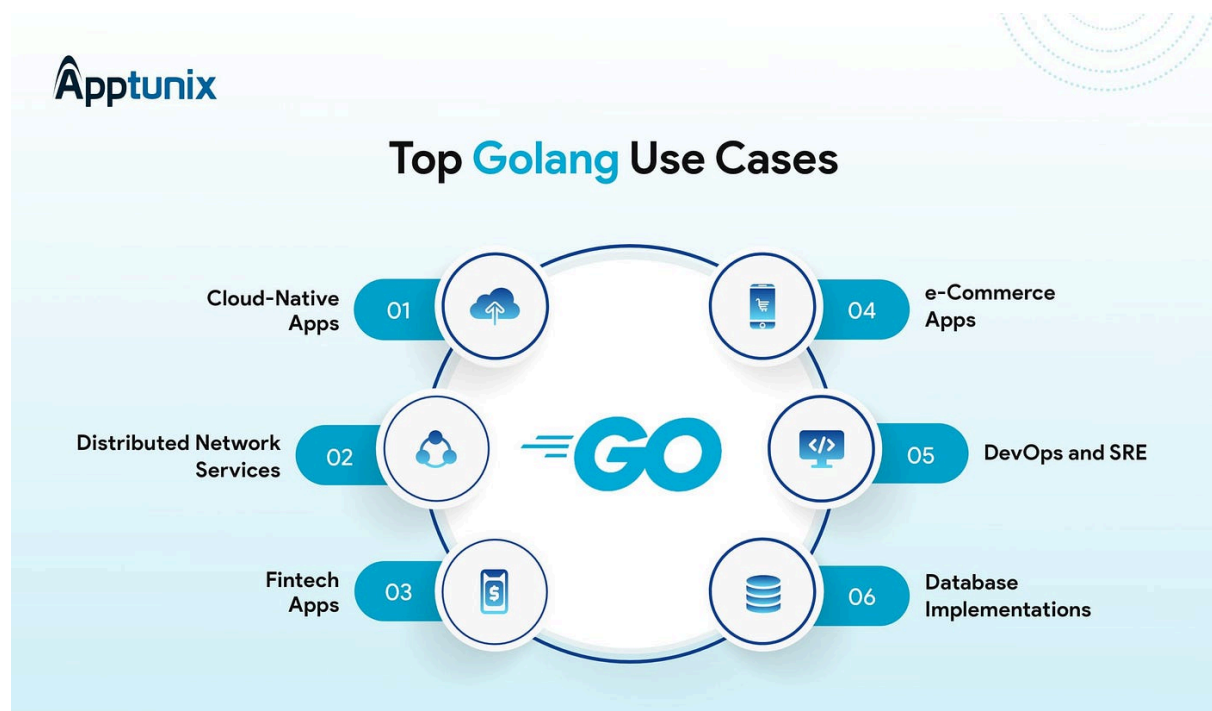 Apptunix
Top Golang Use Cases
Cloud-Native
Apps
01
Distributed Network
Services
02
Fintech
Apps
03
GO
04
e-Commerce
Apps
05
DevOps and SRE
06
Database
Implementations